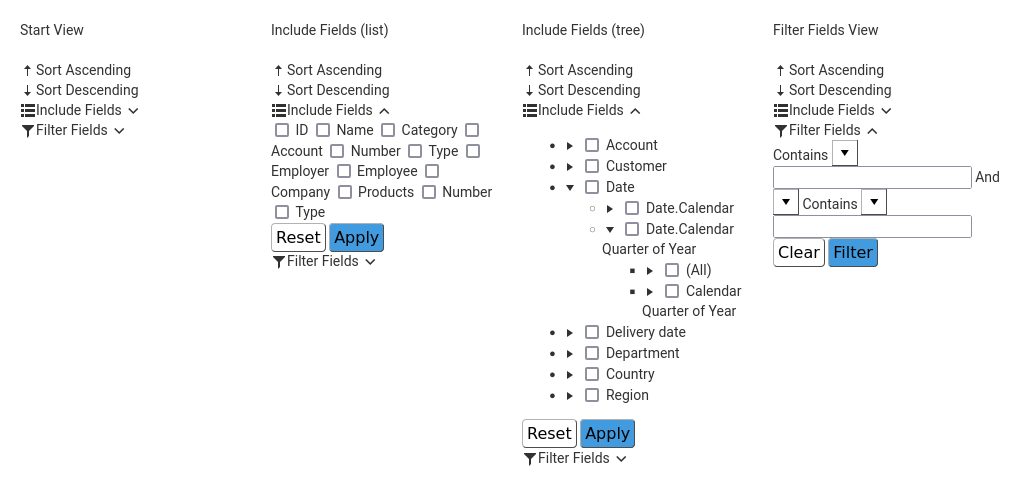 Start View
Sort Ascending
Sort Descending
Include Fields
Filter Fields
Include Fields (list)
Sort Ascending
Sort Descending
Include Fields
ID Name Category
Account Number Type
Employer Employee
Company Products Number
Type
Reset Apply
Filter Fields
Include Fields (tree)
Sort Ascending
Sort Descending
Include Fields
Account
Customer
Date
Date.Calendar
Date.Calendar
Quarter of Year
(All)
Calendar
Quarter of Year
Delivery date
Department
Country
Region
Reset Apply
Filter Fields
Filter Fields View
Sort Ascending
Sort Descending
Include Fields
Filter Fields
Contains
And
Contains
Clear Filter